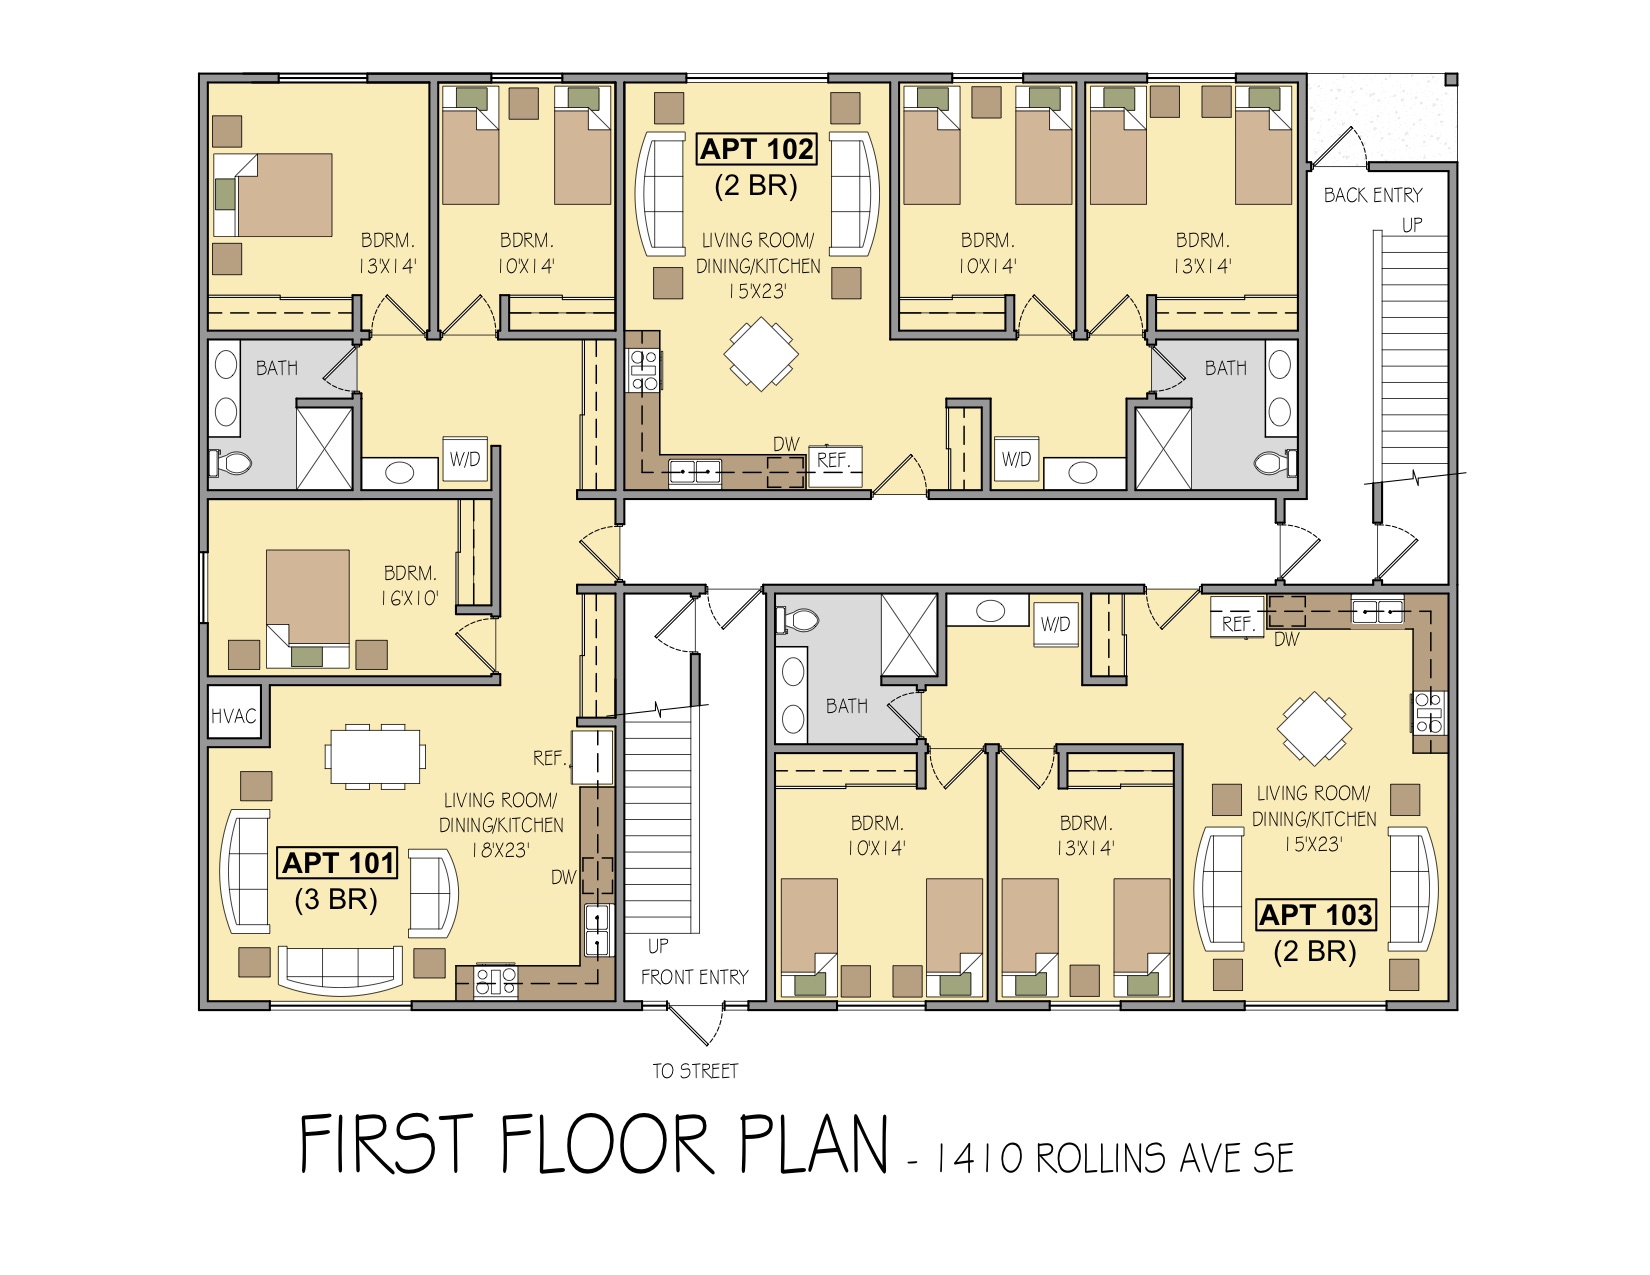 APT 102
(2 BR)
BACK ENTRY
UP
BDRM.
13'X14'
BDRM.
10'X14'
LIVING ROOM/
DINING/KITCHEN
15'X23'
BDRM.
10'X14'
BDRM.
13'X14'
BATH
BATH
W/D
DW
REF.
W/D
BDRM.
16'X10'
W/D
REF.
DW
HVAC
BATH
REF.
LIVING ROOM/
DINING/KITCHEN
18'X23'
LIVING ROOM/
DINING/KITCHEN
15'X23'
BDRM.
10'X14'
BDRM.
13'X14'
APT 101
(3 BR)
DW
APT 103
(2 BR)
UP
FRONT ENTRY
TO STREET
FIRST FLOOR PLAN - 1410 ROLLINS AVE SE